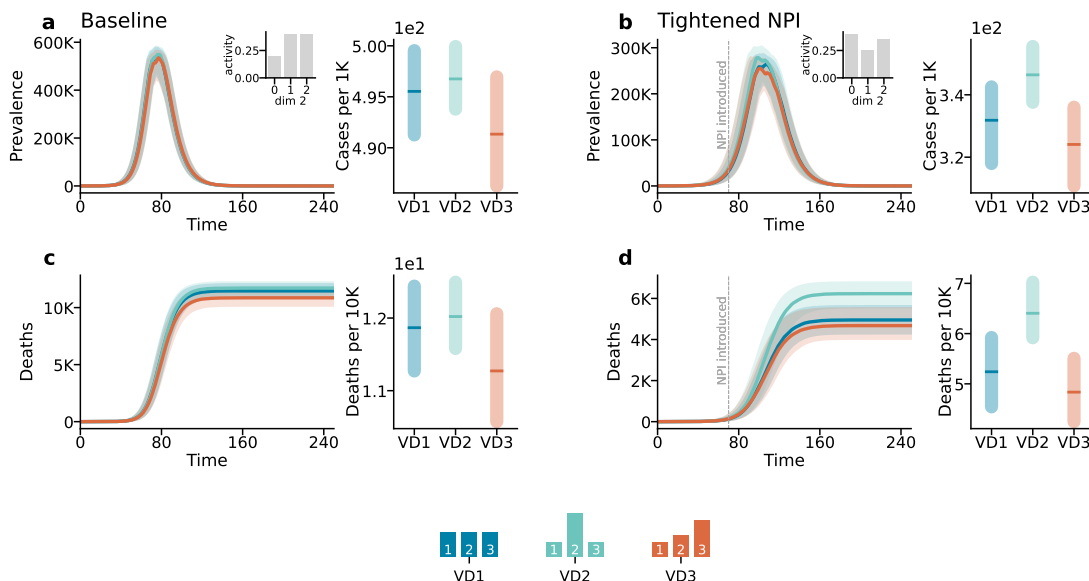 a Baseline
600K
400K
200K
0
Prevalence
0 80 160 240
Time
activity
0.25
0.00
0 1 2
dim 2
1e2
5.00
4.95
4.90
Cases per 1K
VD1 VD2 VD3
b Tightened NPI
300K
200K
100K
0
Prevalence
NPI introduced
0 80 160 240
Time
activity
0.25
0.00
0 1 2
dim 2
1e2
3.4
3.2
Cases per 1K
VD1 VD2 VD3
c
10K
5K
0
Deaths
0 80 160 240
Time
1e1
1.2
1.1
Deaths per 10K
VD1 VD2 VD3
d
6K
4K
2K
0
Deaths
NPI introduced
0 80 160 240
Time
7
6
5
Deaths per 10K
VD1 VD2 VD3
1 2 3
VD1
1 2 3
VD2
1 2 3
VD3